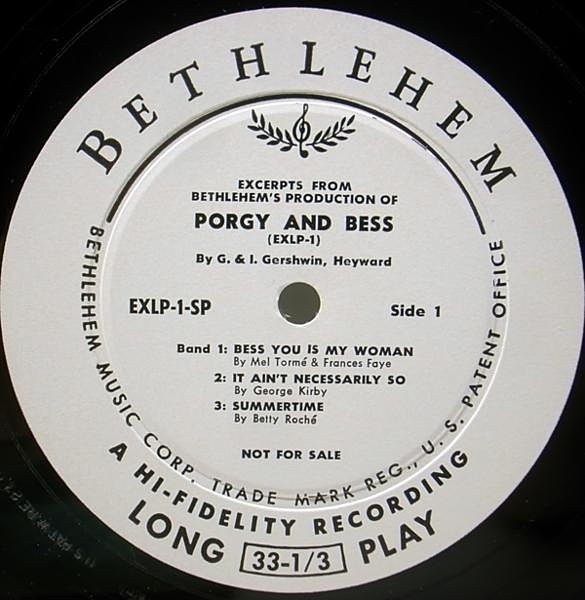 BETHLEHEM
EXCERPTS FROM
BETHLEHEM'S PRODUCTION OF
PORGY AND BESS
(EXLP-1)
By G. & I. Gershwin, Heyward
EXLP-1-SP
Side 1
Band 1: BESS YOU IS MY WOMAN
By Mel Tormé & Frances Faye
2: IT AIN'T NECESSARILY SO
By George Kirby
3: SUMMERTIME
By Betty Roché
NOT FOR SALE
BETHLEHEM MUSIC CORP. TRADE MARK REG., U. S. PATENT OFFICE
A HI-FIDELITY RECORDING
LONG 33-1/3 PLAY